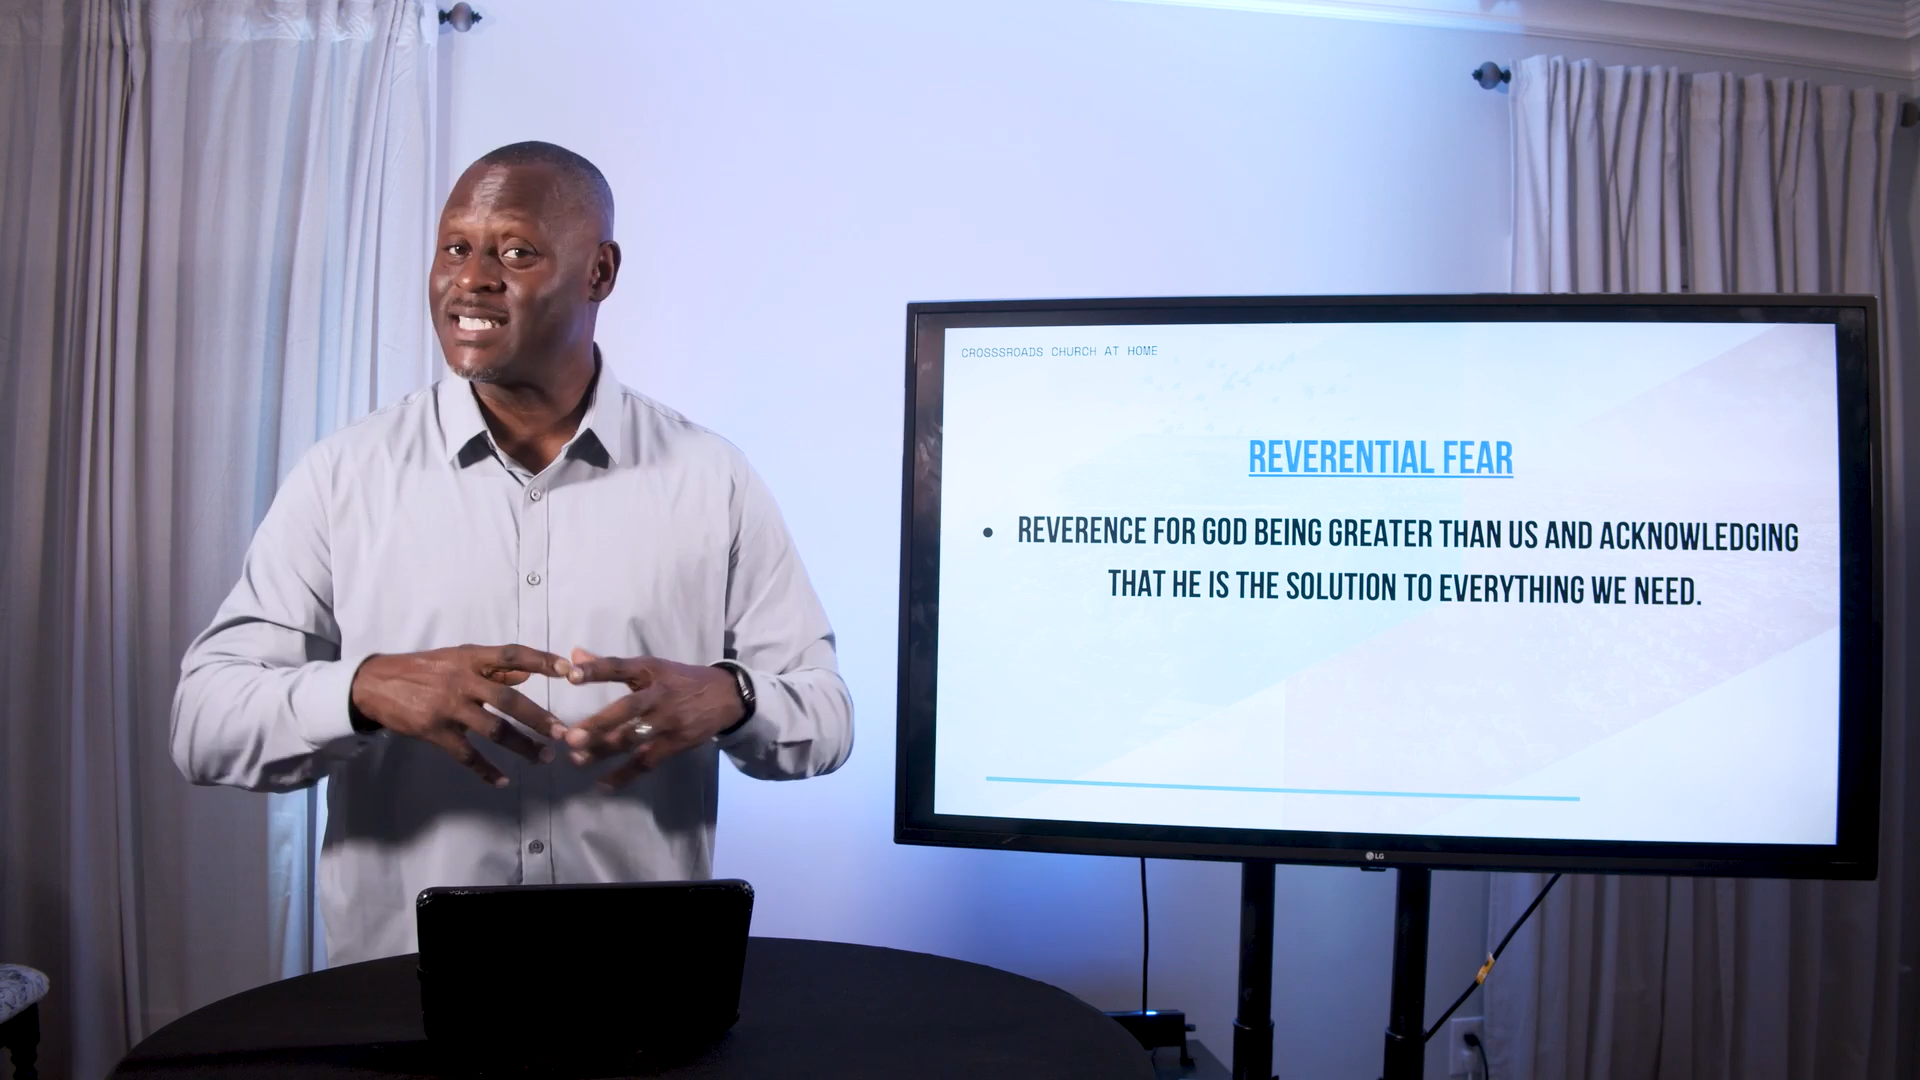 CROSSSROADS CHURCH AT HOME
REVERENTIAL FEAR
• REVERENCE FOR GOD BEING GREATER THAN US AND ACKNOWLEDGING
THAT HE IS THE SOLUTION TO EVERYTHING WE NEED.
LG